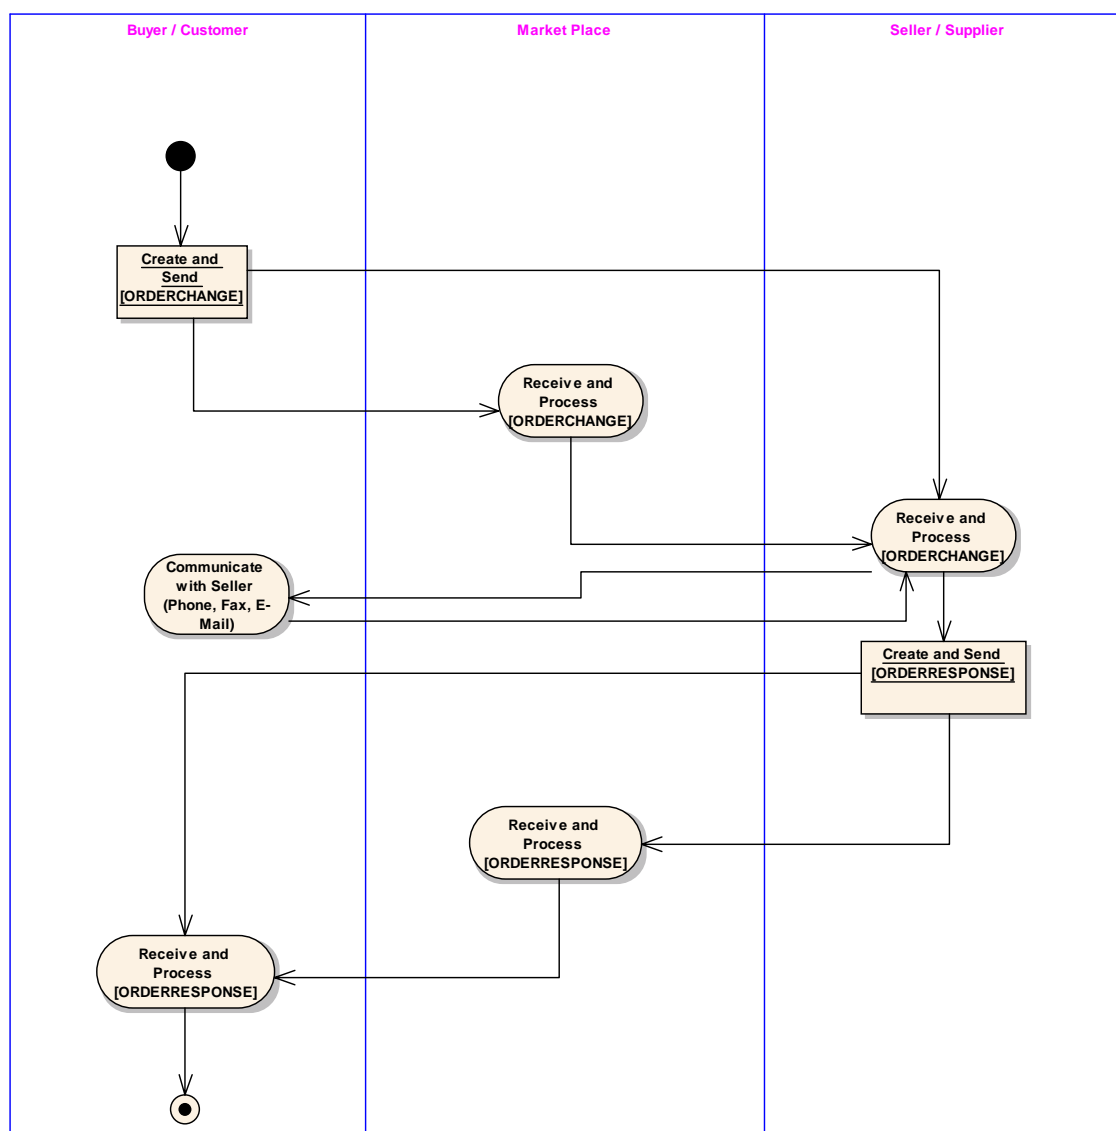 Buyer / Customer
Market Place
Seller / Supplier
Create and
Send
[ORDERCHANGE]
Receive and
Process
[ORDERCHANGE]
Receive and
Process
[ORDERCHANGE]
Communicate
with Seller
(Phone, Fax, E-
Mail)
Create and Send
[ORDERRESPONSE]
Receive and
Process
[ORDERRESPONSE]
Receive and
Process
[ORDERRESPONSE]